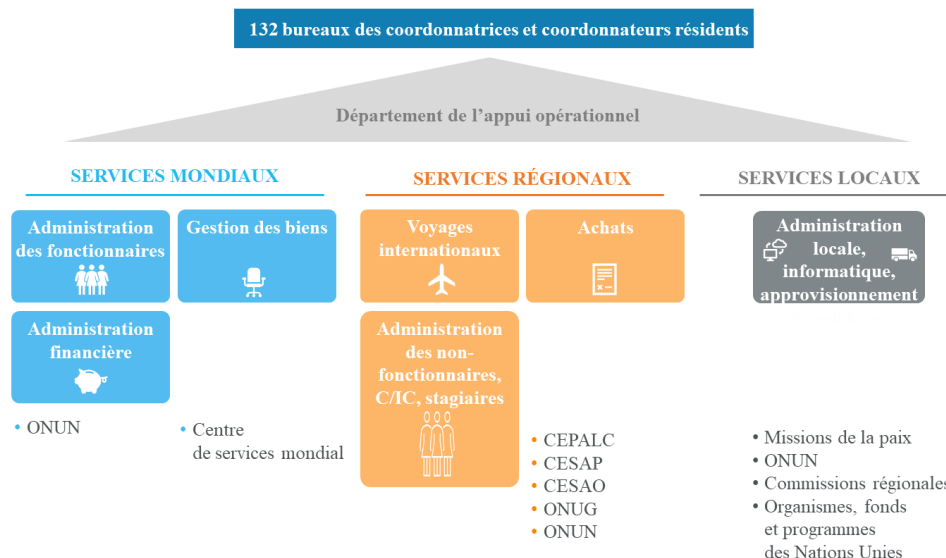 132 bureaux des coordonnatrices et coordonnateurs résidents
Département de l'appui opérationnel
SERVICES MONDIAUX
Administration
des fonctionnaires
Gestion des biens
Administration
financière
• ONUN
• Centre
de services mondial
SERVICES RÉGIONAUX
Voyages
internationaux
Achats
Administration
des non-
fonctionnaires,
C/IC, stagiaires
• CEPALC
• CESAP
• CESAO
• ONUG
• ONUN
SERVICES LOCAUX
Administration
locale,
informatique,
approvisionnement
• Missions de la paix
• ONUN
• Commissions régionales
• Organismes, fonds
et programmes
des Nations Unies